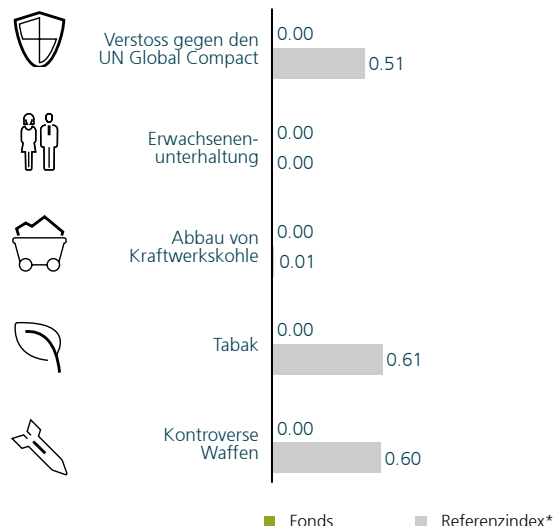 Verstoss gegen den
UN Global Compact
0.00
0.51
Erwachsenen-
unterhaltung
0.00
0.00
Abbau von
Kraftwerkskohle
0.00
0.01
Tabak
0.00
0.61
Kontroverse
Waffen
0.00
0.60
Fonds
Referenzindex*